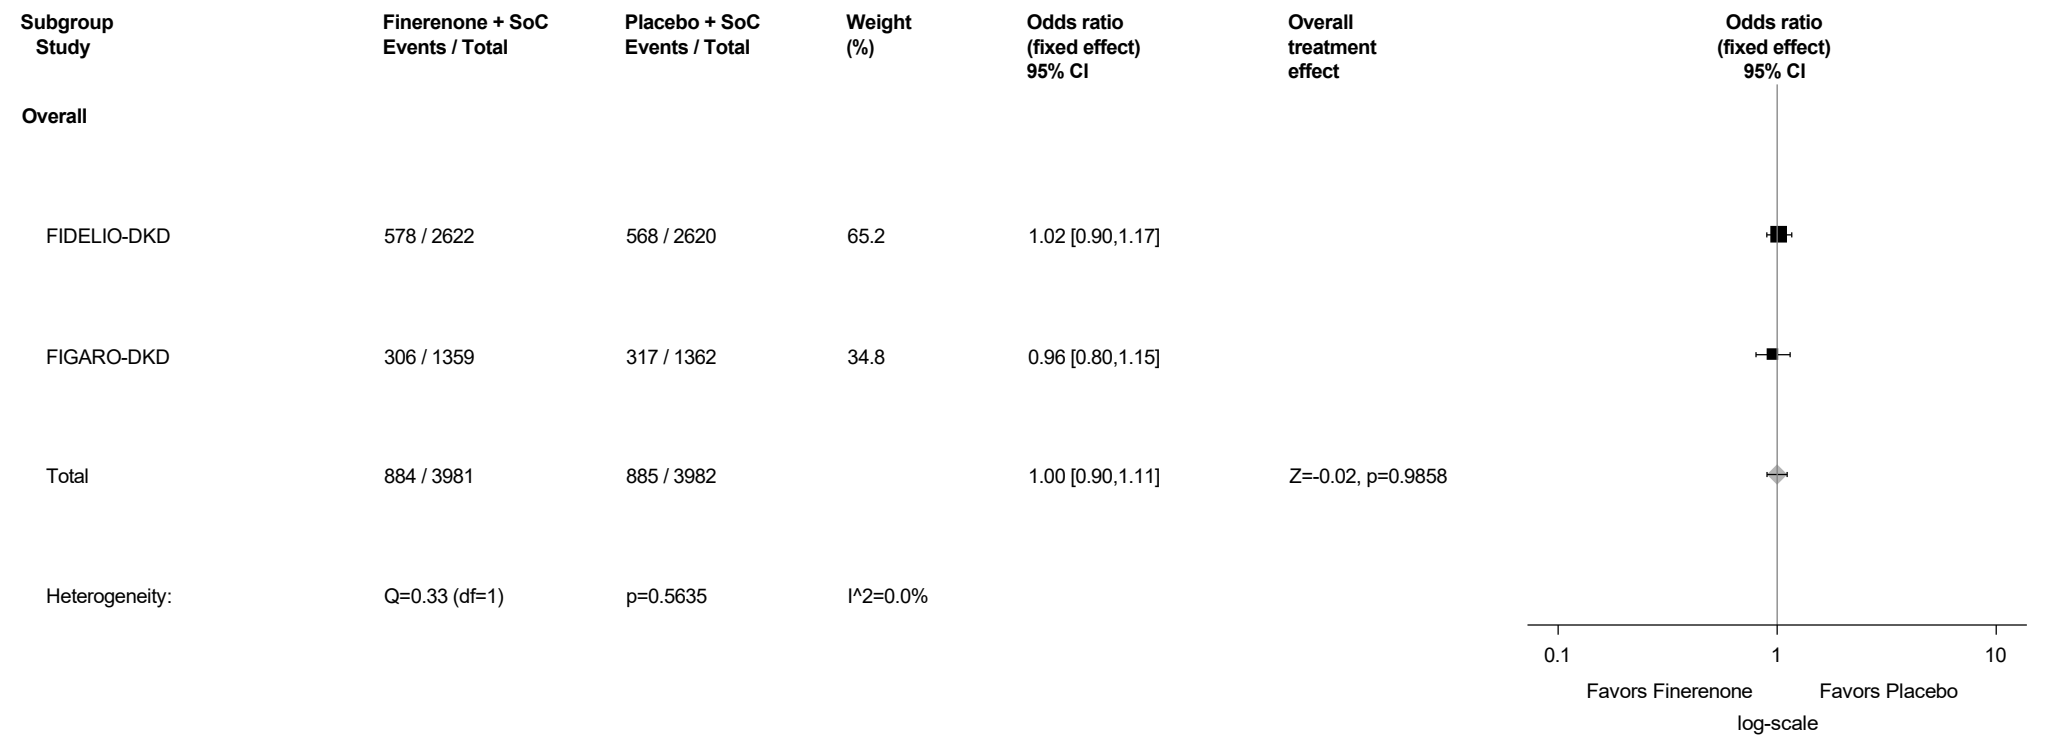 Subgroup Finerenone + SoC Placebo + SoC Weight Odds ratio Overall Odds ratio
Study Events / Total Events / Total (%) (fixed effect) treatment (fixed effect)
95% CI effect 95% CI
Overall
FIDELIO-DKD 578 / 2622 568 / 2620 65.2 1.02 [0.90,1.17]
FIGARO-DKD 306 / 1359 317 / 1362 34.8 0.96 [0.80,1.15]
Total 884 / 3981 885 / 3982 1.00 [0.90,1.11] Z=-0.02, p=0.9858
Heterogeneity: Q=0.33 (df=1) p=0.5635 I^2=0.0%
0.1 1 10
Favors Finerenone Favors Placebo
log-scale